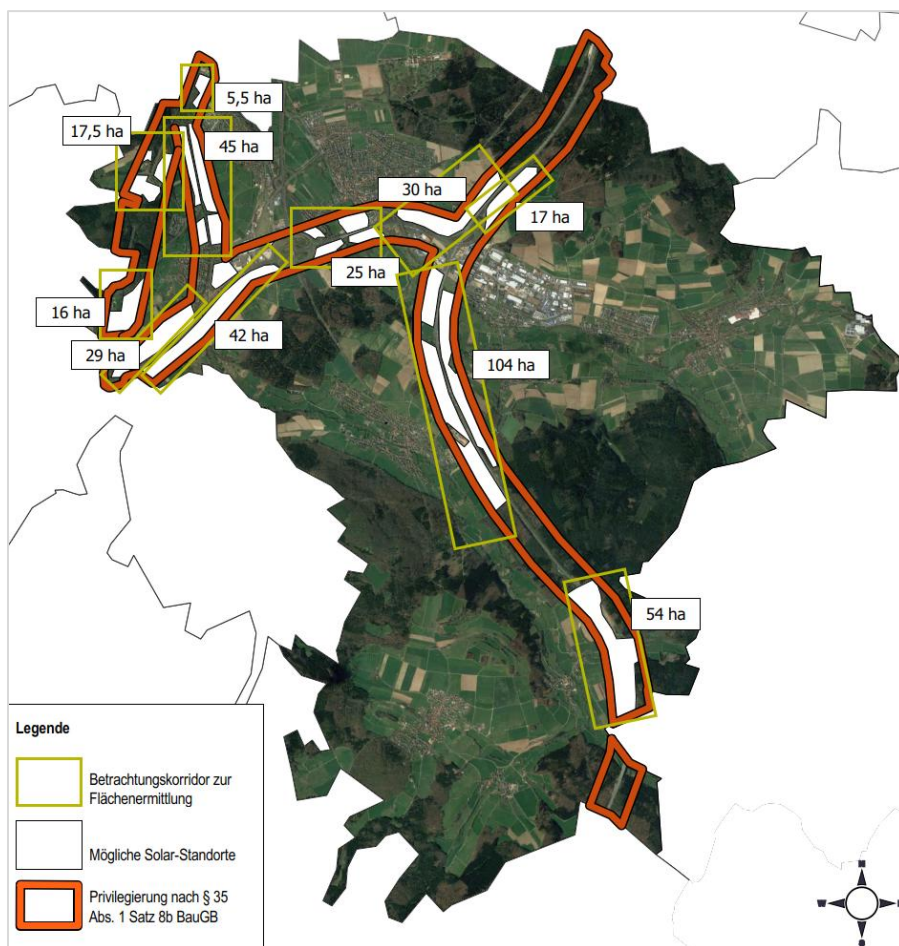 5,5 ha
17,5 ha
45 ha
30 ha
17 ha
25 ha
16 ha
29 ha
42 ha
104 ha
54 ha
Legende
Betrachtungskorridor zur
Flächenermittlung
Mögliche Solar-Standorte
Privilegierung nach § 35
Abs. 1 Satz 8b BauGB